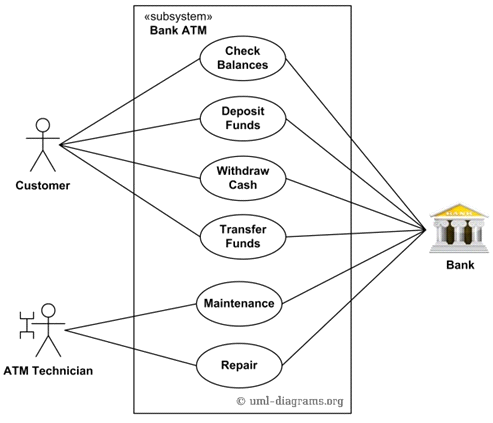 «subsystem»
Bank ATM
Check
Balances
Deposit
Funds
Customer
Withdraw
Cash
Transfer
Funds
Bank
Maintenance
ATM Technician
Repair
© uml-diagrams.org